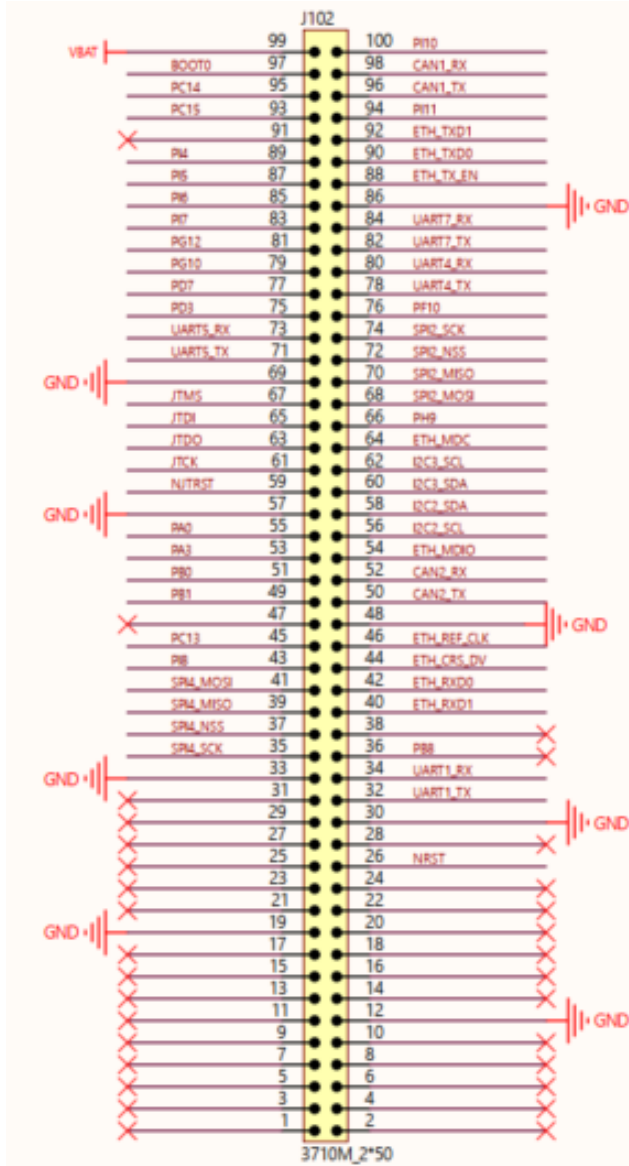 J102
VBAT 99 100 PI10
BOOT0 97 98 CAN1_RX
PC14 95 96 CAN1_TX
PC15 93 94 PI11
91 92 ETH_TXD1
PI4 89 90 ETH_TXD0
PI5 87 88 ETH_TX_EN
PI6 85 86 GND
PI7 83 84 UART7_RX
PG12 81 82 UART7_TX
PG10 79 80 UART4_RX
PD7 77 78 UART4_TX
PD3 75 76 PF10
UART5_RX 73 74 SPI2_SCK
UART5_TX 71 72 SPI2_NSS
GND 69 70 SPI2_MISO
JTMS 67 68 SPI2_MOSI
JTDI 65 66 PH9
JTDO 63 64 ETH_MDC
JTCK 61 62 I2C3_SCL
NJTRST 59 60 I2C3_SDA
GND 57 58 I2C2_SDA
PA0 55 56 I2C2_SCL
PA3 53 54 ETH_MDIO
PB0 51 52 CAN2_RX
PB1 49 50 CAN2_TX
47 48 GND
PC13 45 46 ETH_REF_CLK
PI8 43 44 ETH_CRS_DV
SPI4_MOSI 41 42 ETH_RXD0
SPI4_MISO 39 40 ETH_RXD1
SPI4_NSS 37 38
SPI4_SCK 35 36 PB8
GND 33 34 UART1_RX
31 32 UART1_TX
29 30 GND
27 28
25 26 NRST
23 24
21 22
GND 19 20
17 18
15 16
13 14
11 12 GND
9 10
7 8
5 6
3 4
1 2
3710M_2*50